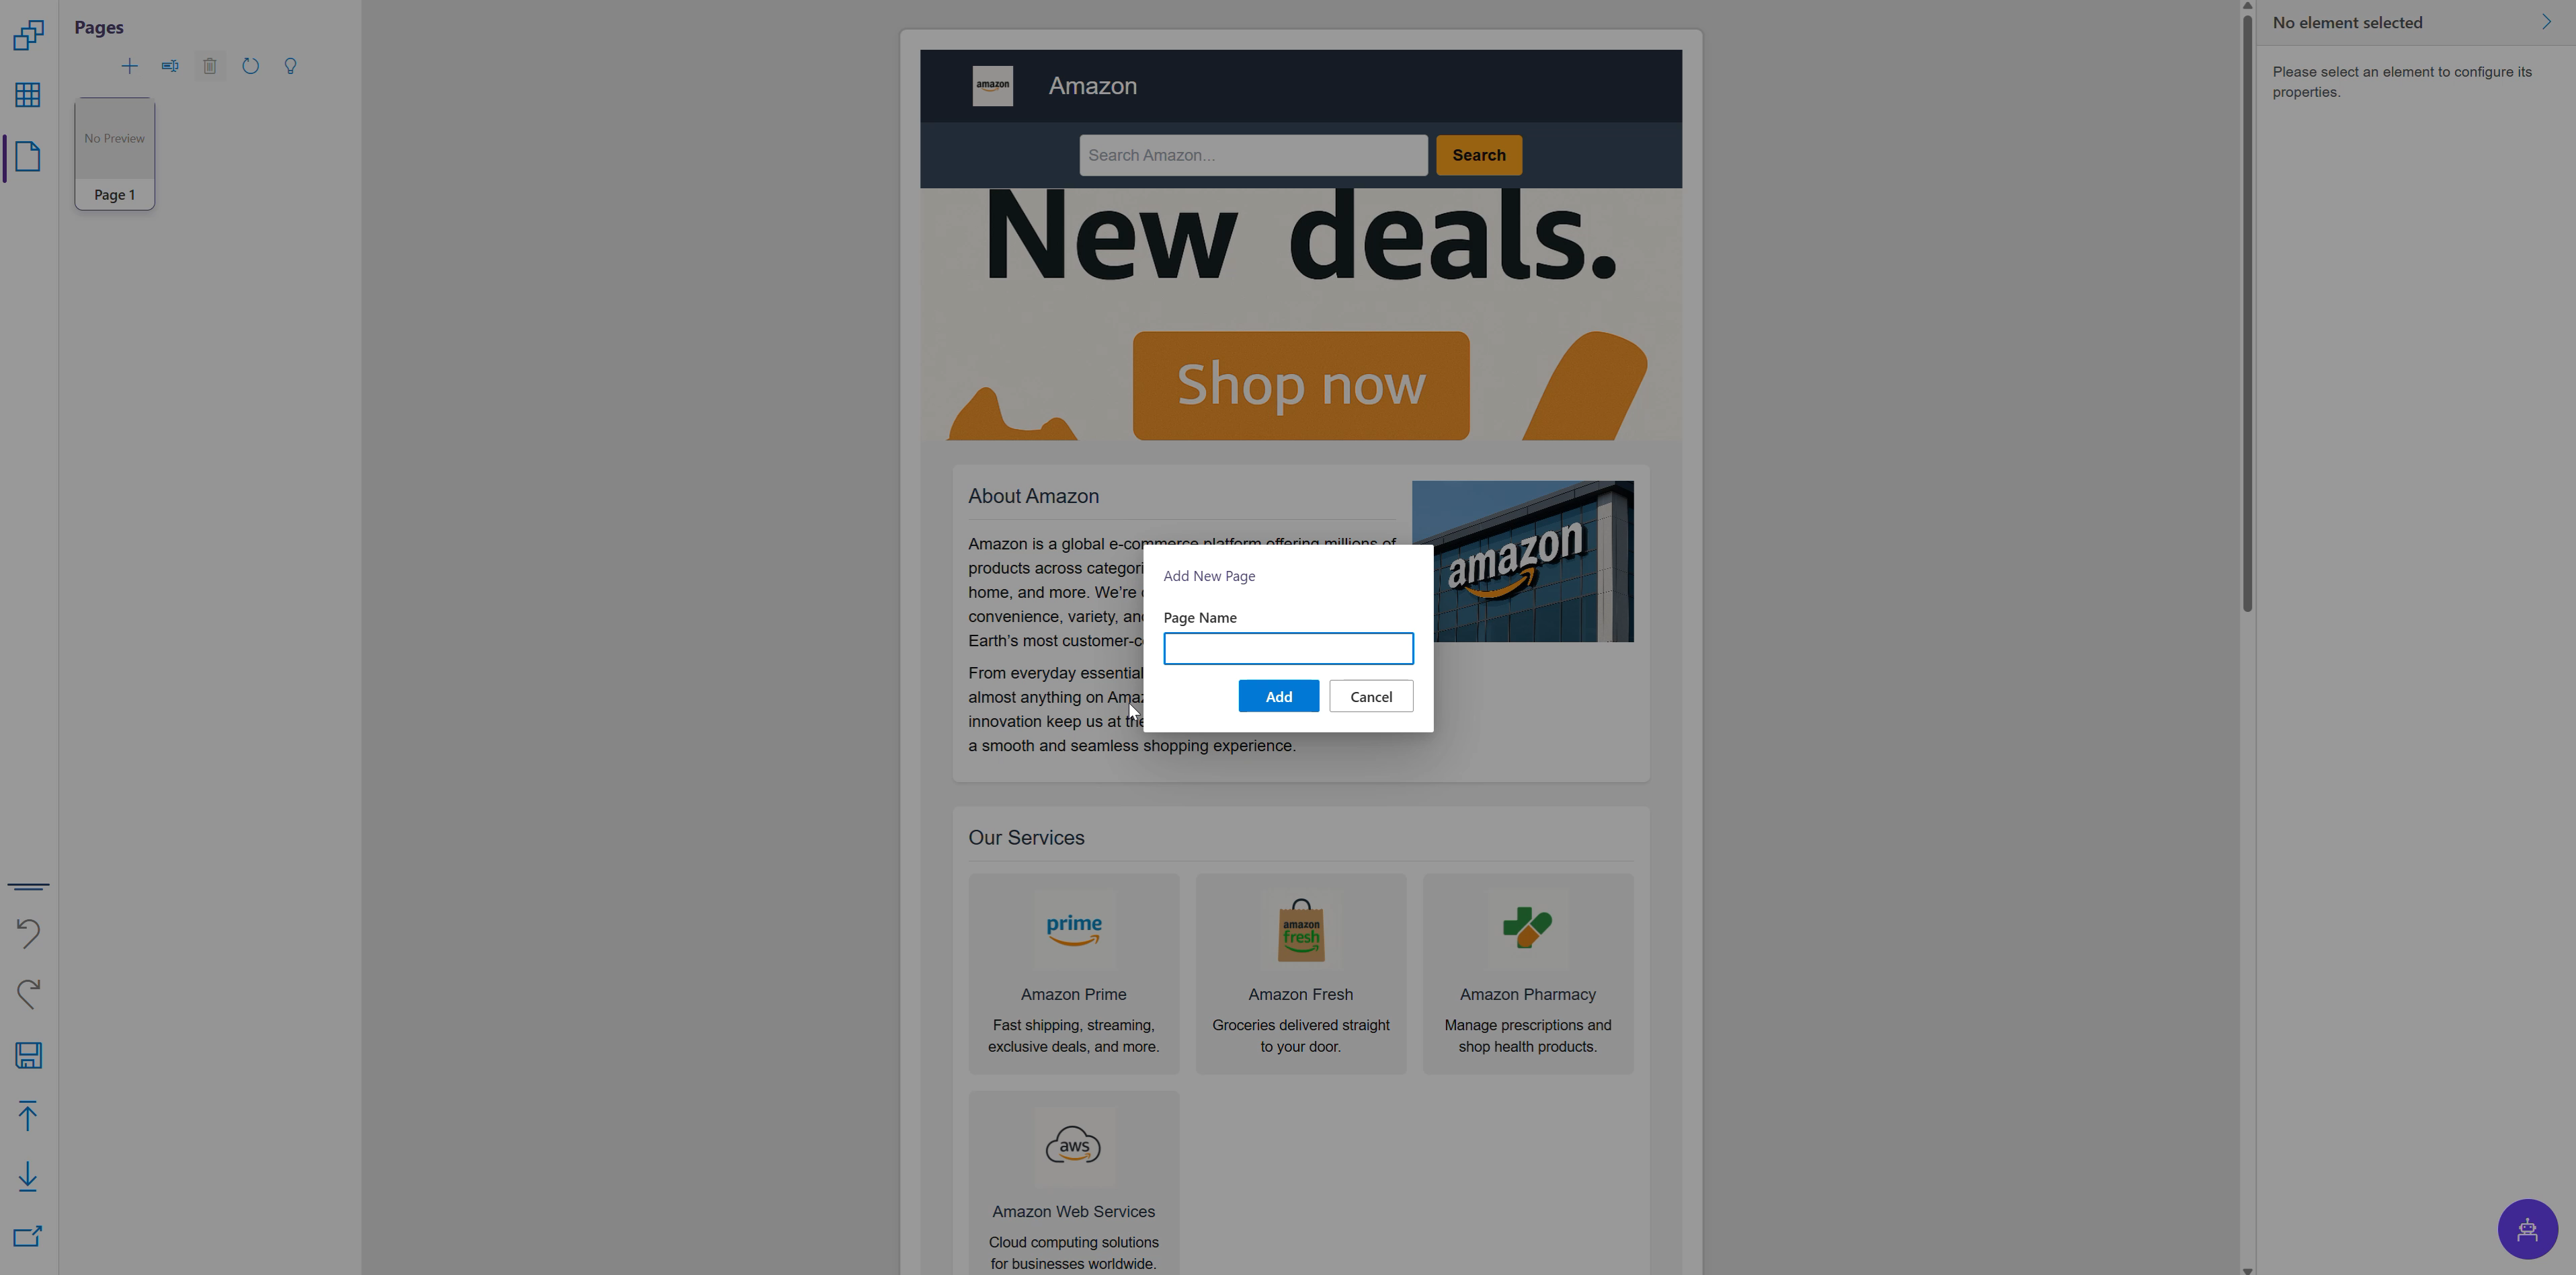 Pages
No Preview
Page 1
amazon
Amazon
Search Amazon...
Search
New deals.
Shop now
About Amazon
Amazon is a global e-commerce platform offering millions of
products across categori
home, and more. We're
convenience, variety, an
Earth's most customer-c
From everyday essential
almost anything on Amaz
innovation keep us at the
a smooth and seamless shopping experience.
amazon
Add New Page
Page Name
Add
Cancel
Our Services
prime
Amazon Prime
Fast shipping, streaming,
exclusive deals, and more.
amazon
fresh
Amazon Fresh
Groceries delivered straight
to your door.
Amazon Pharmacy
Manage prescriptions and
shop health products.
aws
Amazon Web Services
Cloud computing solutions
for businesses worldwide.
No element selected
Please select an element to configure its
properties.